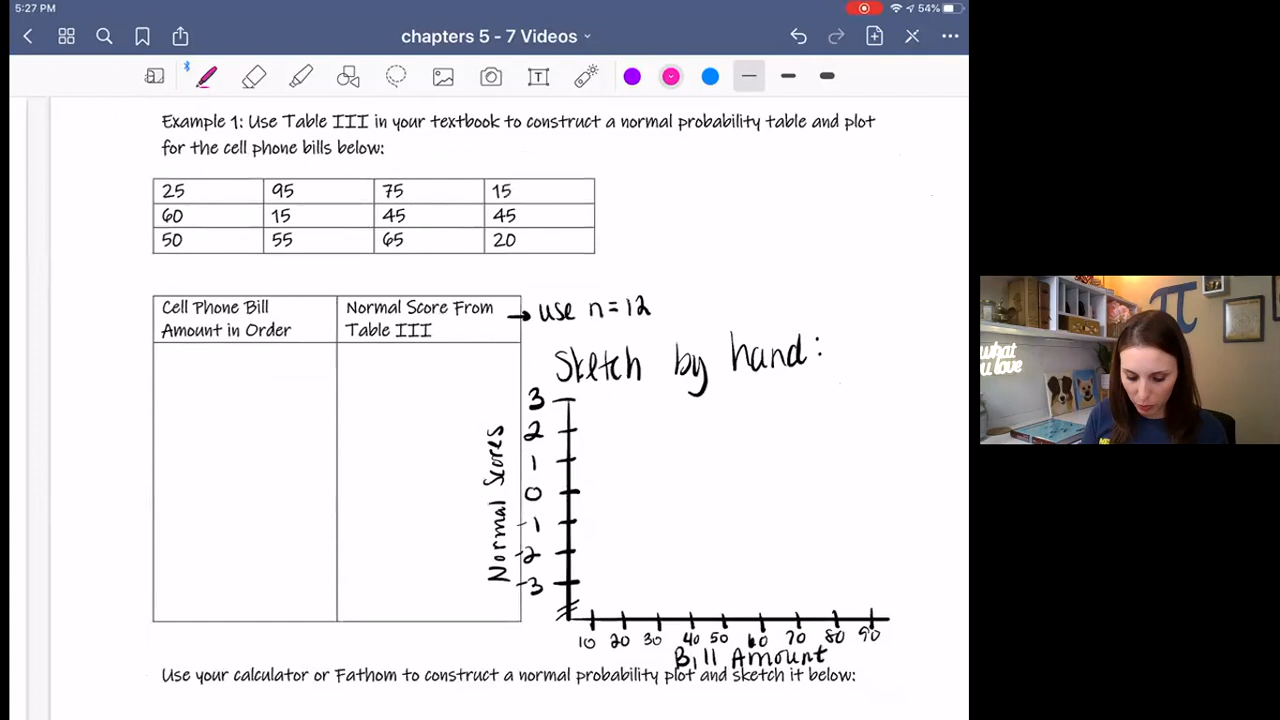 5:27 PM
54%
chapters 5 - 7 Videos
T
Example 1: Use Table III in your textbook to construct a normal probability table and plot
for the cell phone bills below:
25 95 75 15
60 15 45 45
50 55 65 20
Cell Phone Bill
Amount in Order
Normal Score From
Table III
→ use n=12
Sketch by hand:
3
2
1
0
-1
-2
-3
Normal Scores
10 20 30 40 50 60 70 80 90
Bill Amount
Use your calculator or Fathom to construct a normal probability plot and sketch it below:
what
you love
π